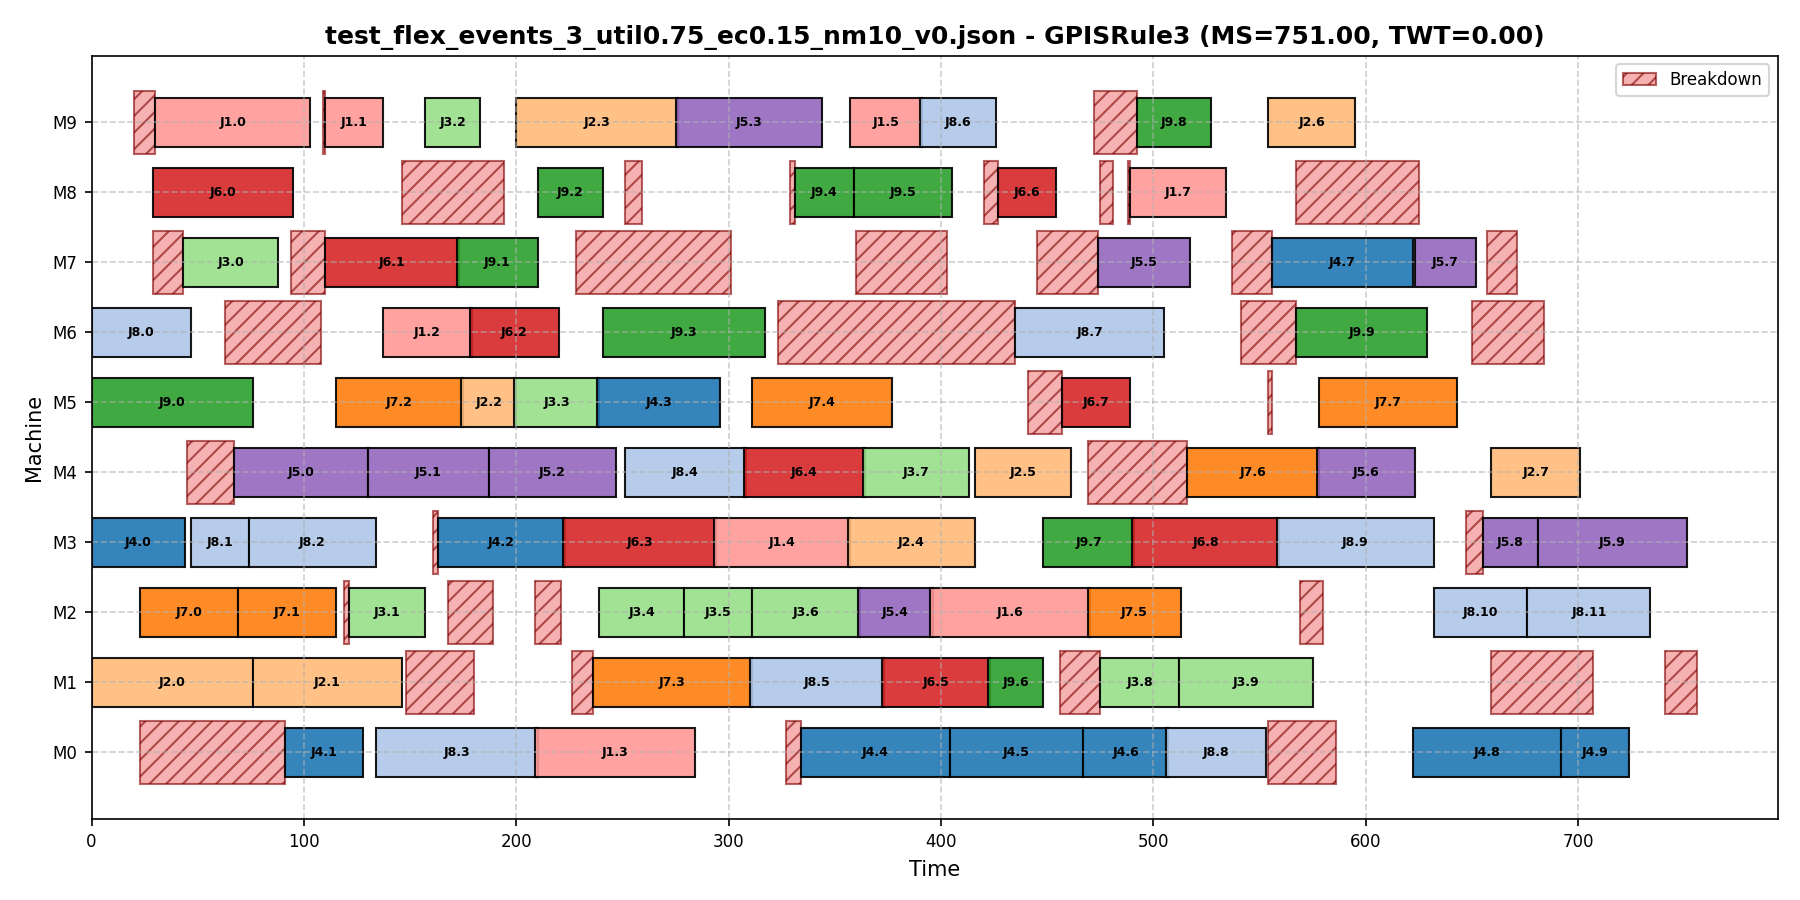 test_flex_events_3_util0.75_ec0.15_nm10_v0.json - GPISRule3 (MS=751.00, TWT=0.00)
Breakdown
M9 J1.0 J1.1 J3.2 J2.3 J5.3 J1.5 J8.6 J9.8 J2.6
M8 J6.0 J9.2 J9.4 J9.5 J6.6 J1.7
M7 J3.0 J6.1 J9.1 J5.5 J4.7 J5.7
M6 J8.0 J1.2 J6.2 J9.3 J8.7 J9.9
M5 J9.0 J7.2 J2.2 J3.3 J4.3 J7.4 J6.7 J7.7
M4 J5.0 J5.1 J5.2 J8.4 J6.4 J3.7 J2.5 J7.6 J5.6 J2.7
M3 J4.0 J8.1 J8.2 J4.2 J6.3 J1.4 J2.4 J9.7 J6.8 J8.9 J5.8 J5.9
M2 J7.0 J7.1 J3.1 J3.4 J3.5 J3.6 J5.4 J1.6 J7.5 J8.10 J8.11
M1 J2.0 J2.1 J7.3 J8.5 J6.5 J9.6 J3.8 J3.9
M0 J4.1 J8.3 J1.3 J4.4 J4.5 J4.6 J8.8 J4.8 J4.9
Machine
0 100 200 300 400 500 600 700
Time